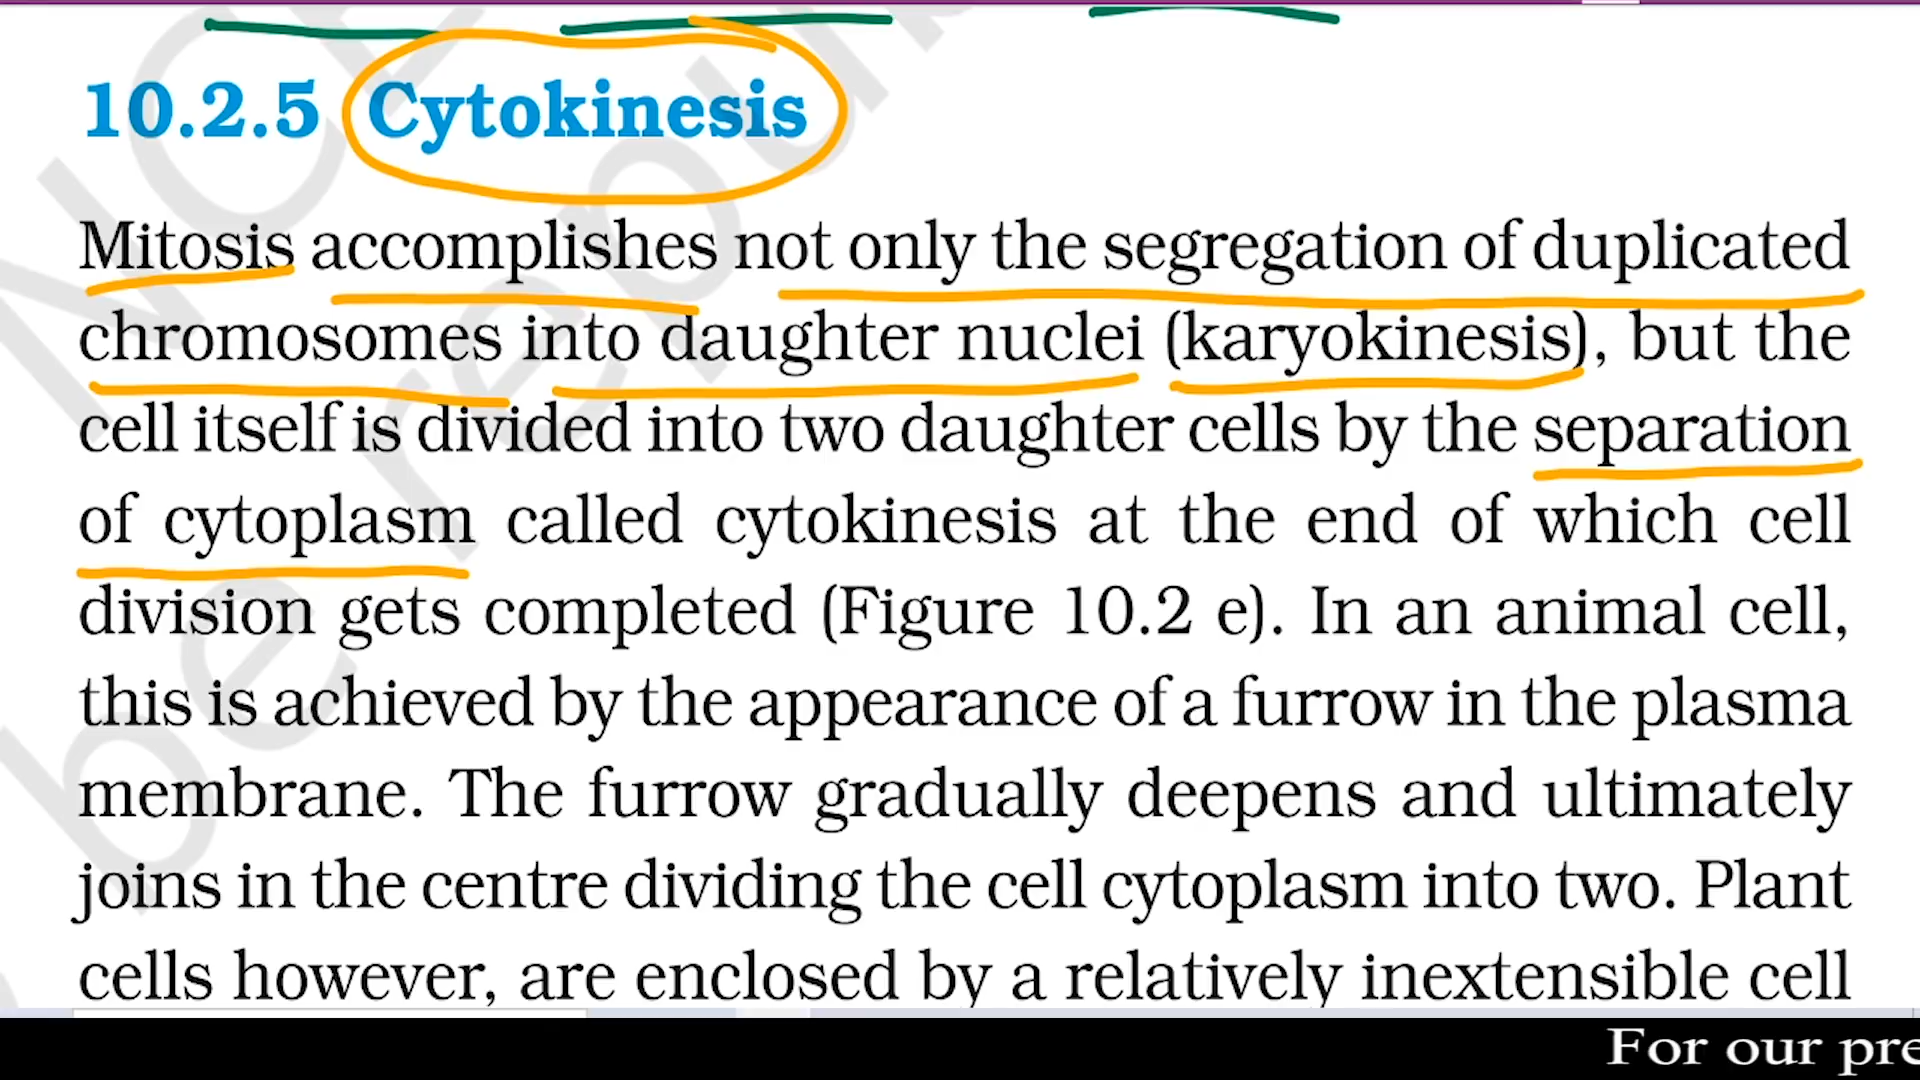 10.2.5 Cytokinesis
Mitosis accomplishes not only the segregation of duplicated
chromosomes into daughter nuclei (karyokinesis), but the
cell itself is divided into two daughter cells by the separation
of cytoplasm called cytokinesis at the end of which cell
division gets completed (Figure 10.2 e). In an animal cell,
this is achieved by the appearance of a furrow in the plasma
membrane. The furrow gradually deepens and ultimately
joins in the centre dividing the cell cytoplasm into two. Plant
cells however, are enclosed by a relatively inextensible cell
For our pre